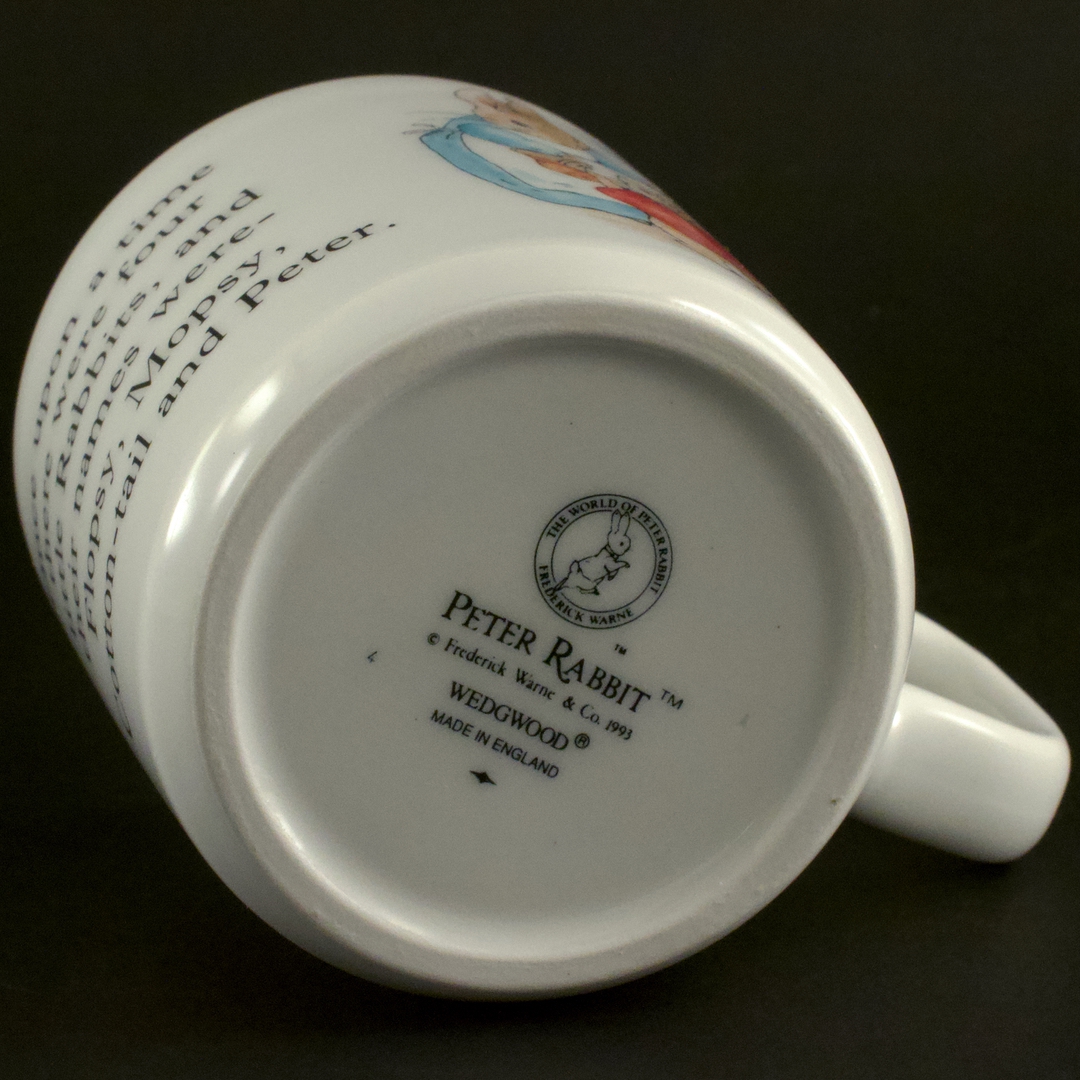 upon a time
were four
Rabbits, and
names were-
Flopsy, Mopsy,
tail and Peter.
THE WORLD OF PETER RABBIT
FREDERICK WARNE
™
PETER RABBIT™
© Frederick Warne & Co. 1993
WEDGWOOD®
MADE IN ENGLAND
4